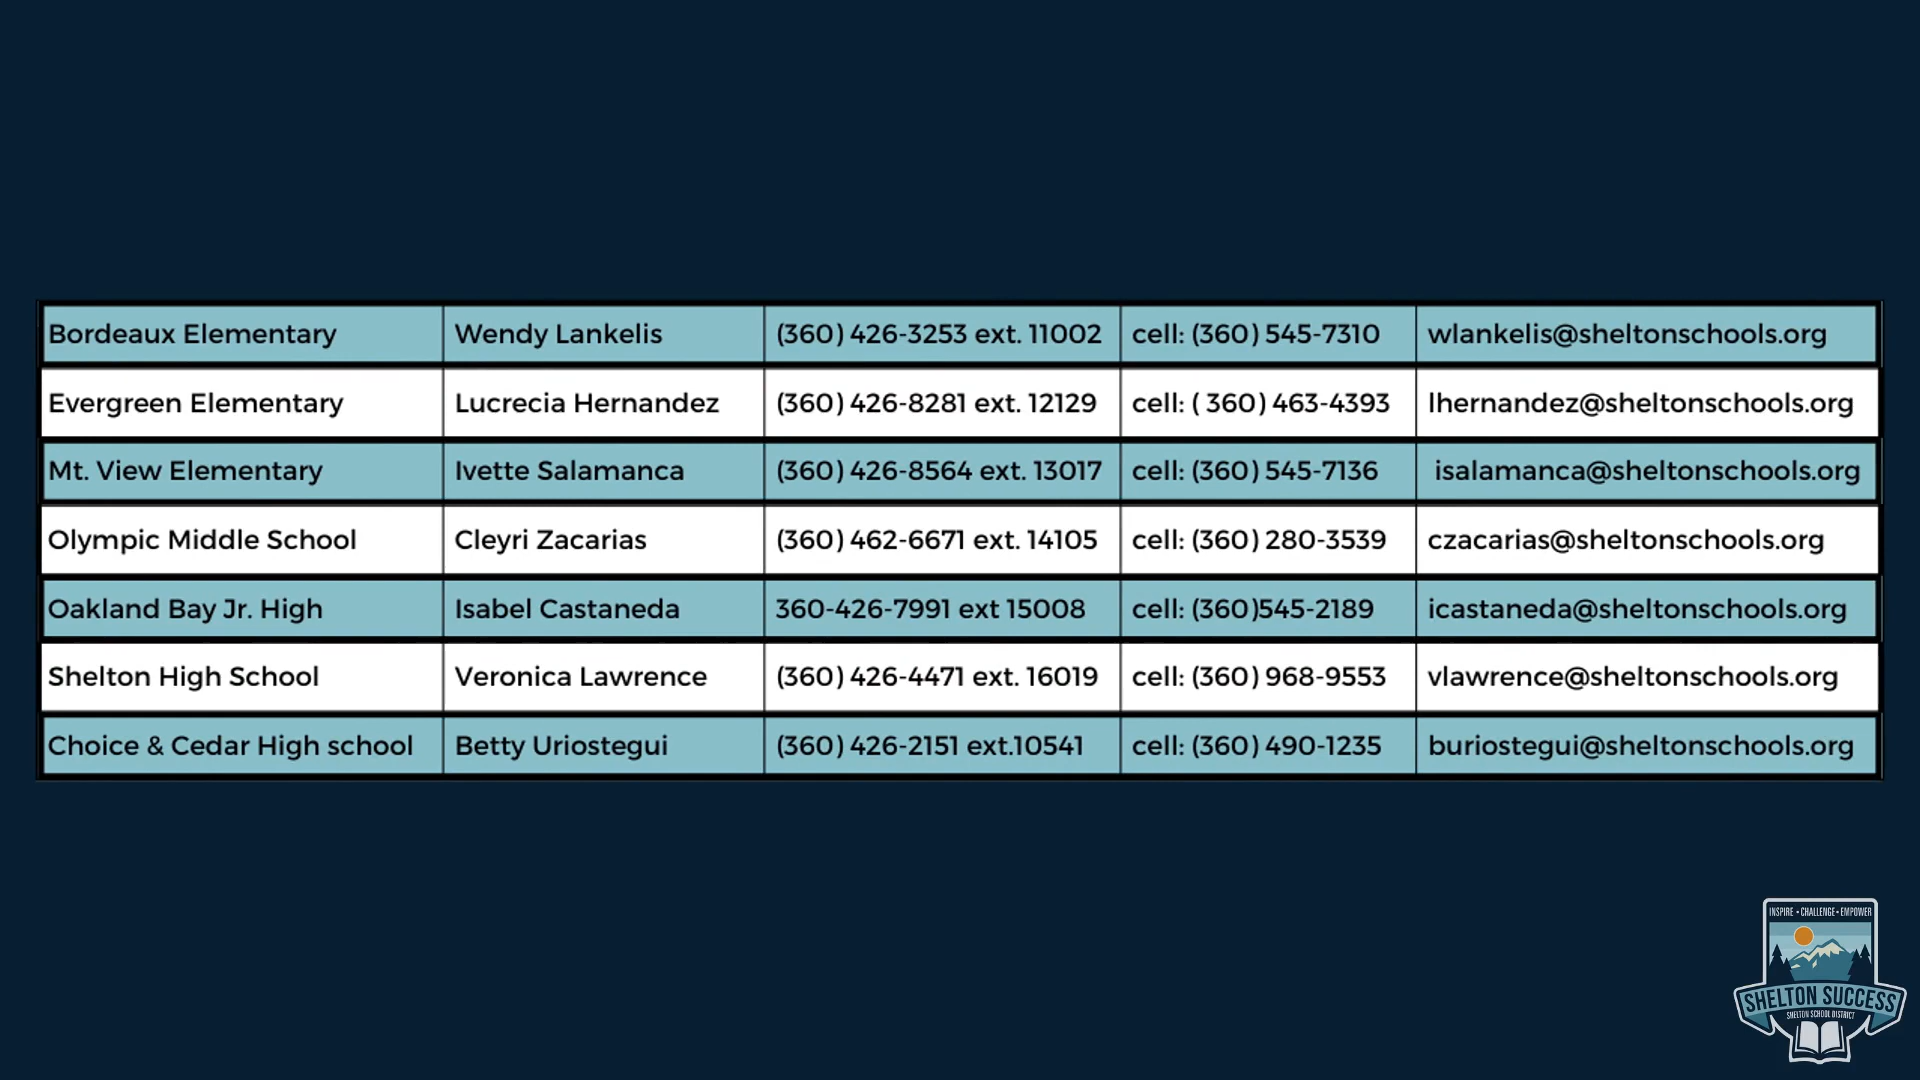 Bordeaux Elementary Wendy Lankelis (360) 426-3253 ext. 11002 cell: (360) 545-7310 wlankelis@sheltonschools.org
Evergreen Elementary Lucrecia Hernandez (360) 426-8281 ext. 12129 cell: ( 360) 463-4393 lhernandez@sheltonschools.org
Mt. View Elementary Ivette Salamanca (360) 426-8564 ext. 13017 cell: (360) 545-7136 isalamanca@sheltonschools.org
Olympic Middle School Cleyri Zacarias (360) 462-6671 ext. 14105 cell: (360) 280-3539 czacarias@sheltonschools.org
Oakland Bay Jr. High Isabel Castaneda 360-426-7991 ext 15008 cell: (360)545-2189 icastaneda@sheltonschools.org
Shelton High School Veronica Lawrence (360) 426-4471 ext. 16019 cell: (360) 968-9553 vlawrence@sheltonschools.org
Choice & Cedar High school Betty Uriostegui (360) 426-2151 ext.10541 cell: (360) 490-1235 buriostegui@sheltonschools.org
INSPIRE • CHALLENGE • EMPOWER
SHELTON SUCCESS
SHELTON SCHOOL DISTRICT